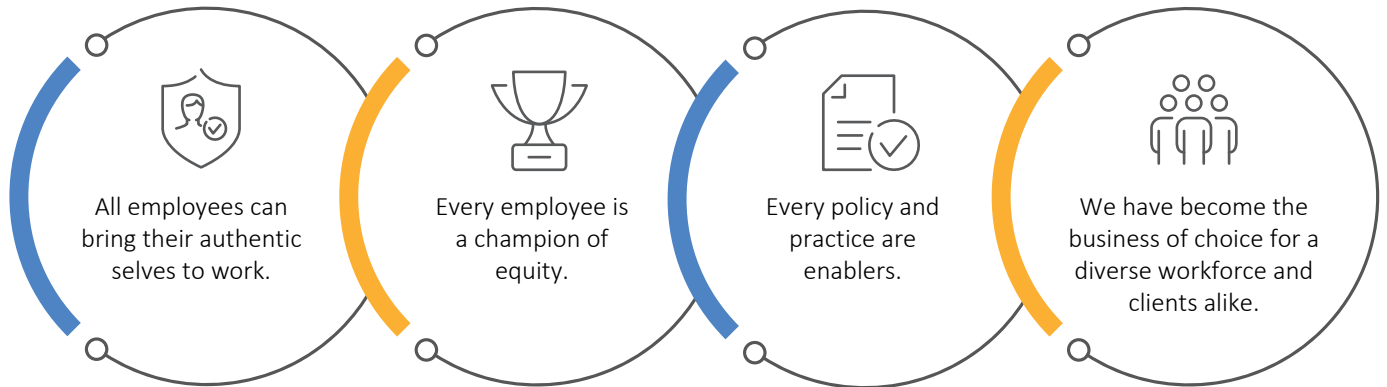 All employees can
bring their authentic
selves to work.
Every employee is
a champion of
equity.
Every policy and
practice are
enablers.
We have become the
business of choice for a
diverse workforce and
clients alike.